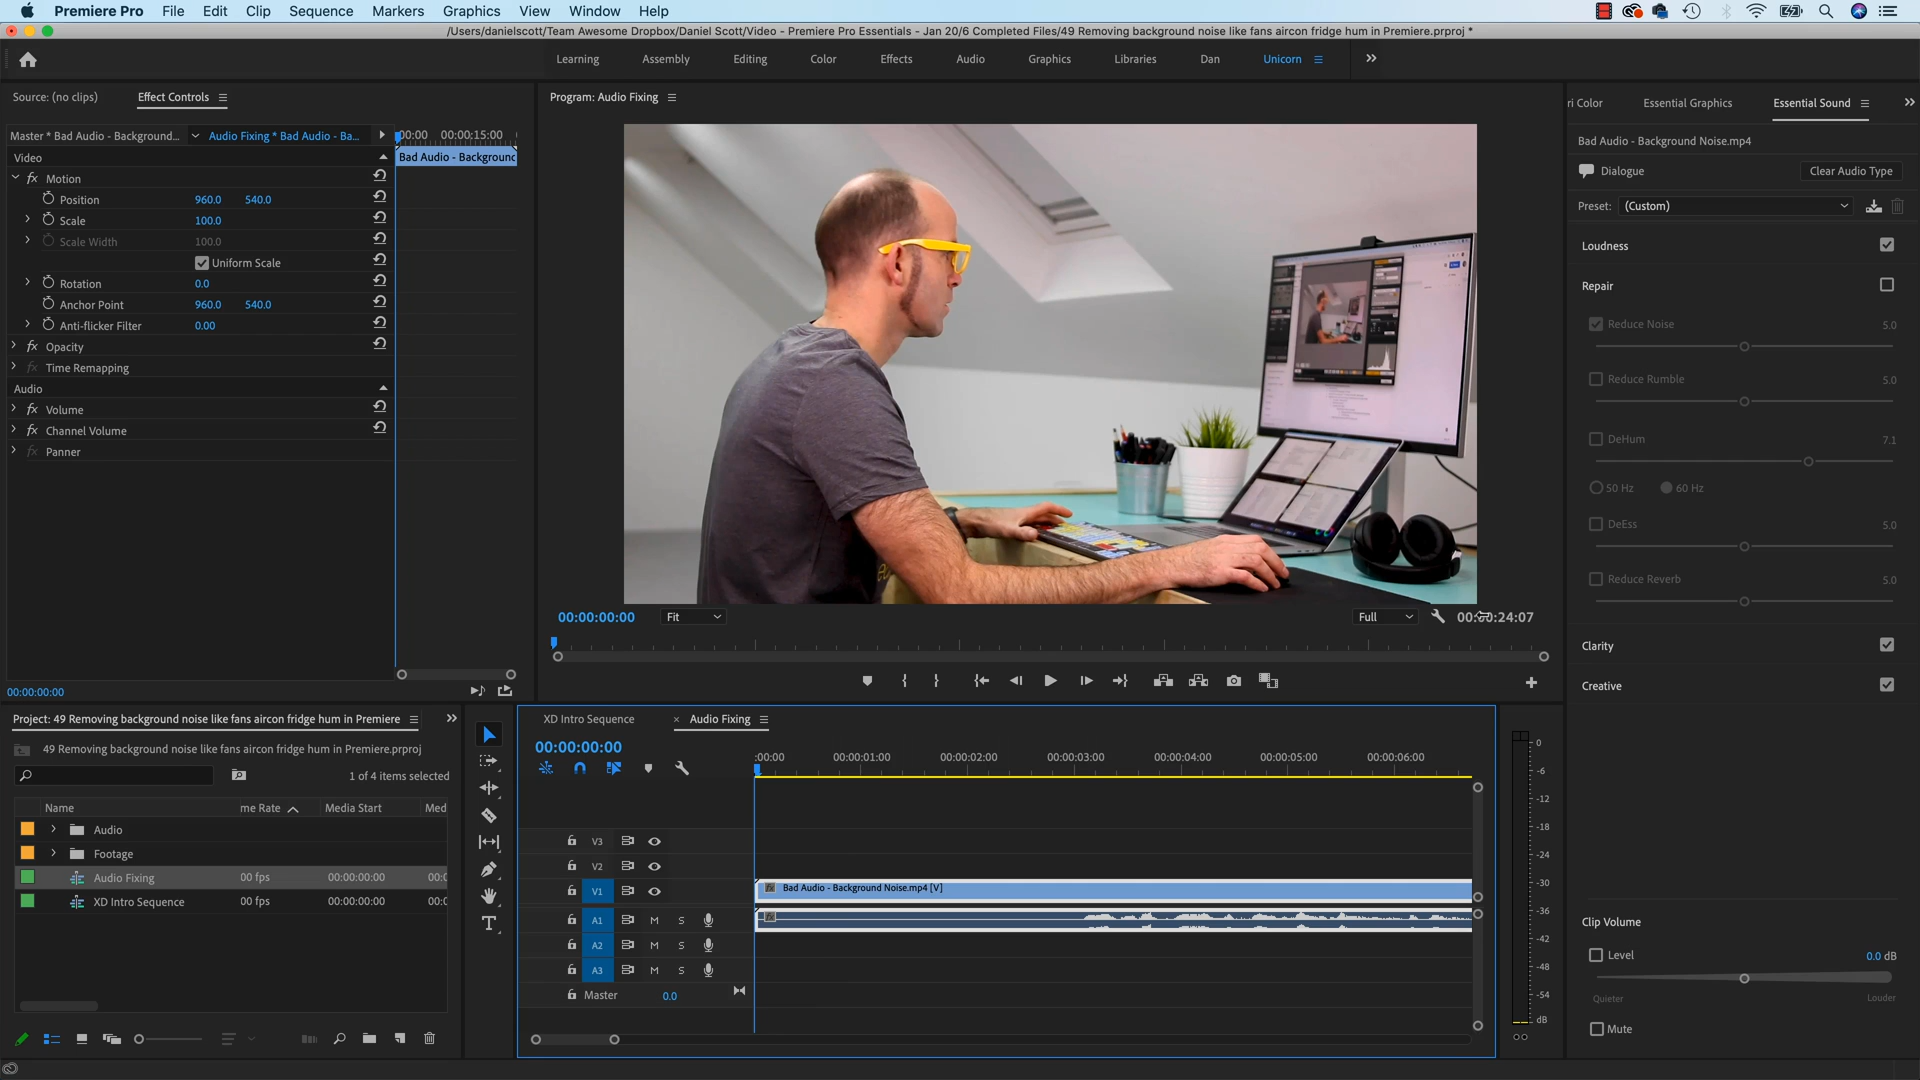 Premiere Pro File Edit Clip Sequence Markers Graphics View Window Help
/Users/danielscott/Team Awesome Dropbox/Daniel Scott/Video - Premiere Pro Essentials - Jan 20/6 Completed Files/49 Removing background noise like fans aircon fridge hum in Premiere.prproj *
Learning Assembly Editing Color Effects Audio Graphics Libraries Dan Unicorn
Source: (no clips) Effect Controls
Program: Audio Fixing
ri Color Essential Graphics Essential Sound
Master * Bad Audio - Background... Audio Fixing * Bad Audio - Ba... 00:00 00:00:15:00
Video
Bad Audio - Background
Motion
Position 960.0 540.0
Scale 100.0
Scale Width 100.0
Uniform Scale
Rotation 0.0
Anchor Point 960.0 540.0
Anti-flicker Filter 0.00
Opacity
Time Remapping
Audio
Volume
Channel Volume
Panner
00:00:00:00
Bad Audio - Background Noise.mp4
Dialogue Clear Audio Type
Preset: (Custom)
Loudness
Repair
Reduce Noise 5.0
Reduce Rumble 5.0
DeHum 7.1
50 Hz 60 Hz
DeEss 5.0
Reduce Reverb 5.0
Clarity
Creative
Clip Volume
Level 0.0 dB
Quieter Louder
Mute
00:00:00:00 Fit Full
Project: 49 Removing background noise like fans aircon fridge hum in Premiere
49 Removing background noise like fans aircon fridge hum in Premiere.prproj
1 of 4 items selected
Name me Rate Media Start Med
Audio
Footage
Audio Fixing 00 fps 00:00:00:00 00:0
XD Intro Sequence 00 fps 00:00:00:00 00:0
XD Intro Sequence × Audio Fixing
00:00:00:00
:00:00 00:00:01:00 00:00:02:00 00:00:03:00 00:00:04:00 00:00:05:00 00:00:06:00
V3
V2
V1 Bad Audio - Background Noise.mp4 [V]
A1 M S
A2 M S
A3 M S
Master 0.0
0
-6
-12
-18
-24
-30
-36
-42
-48
-54
dB